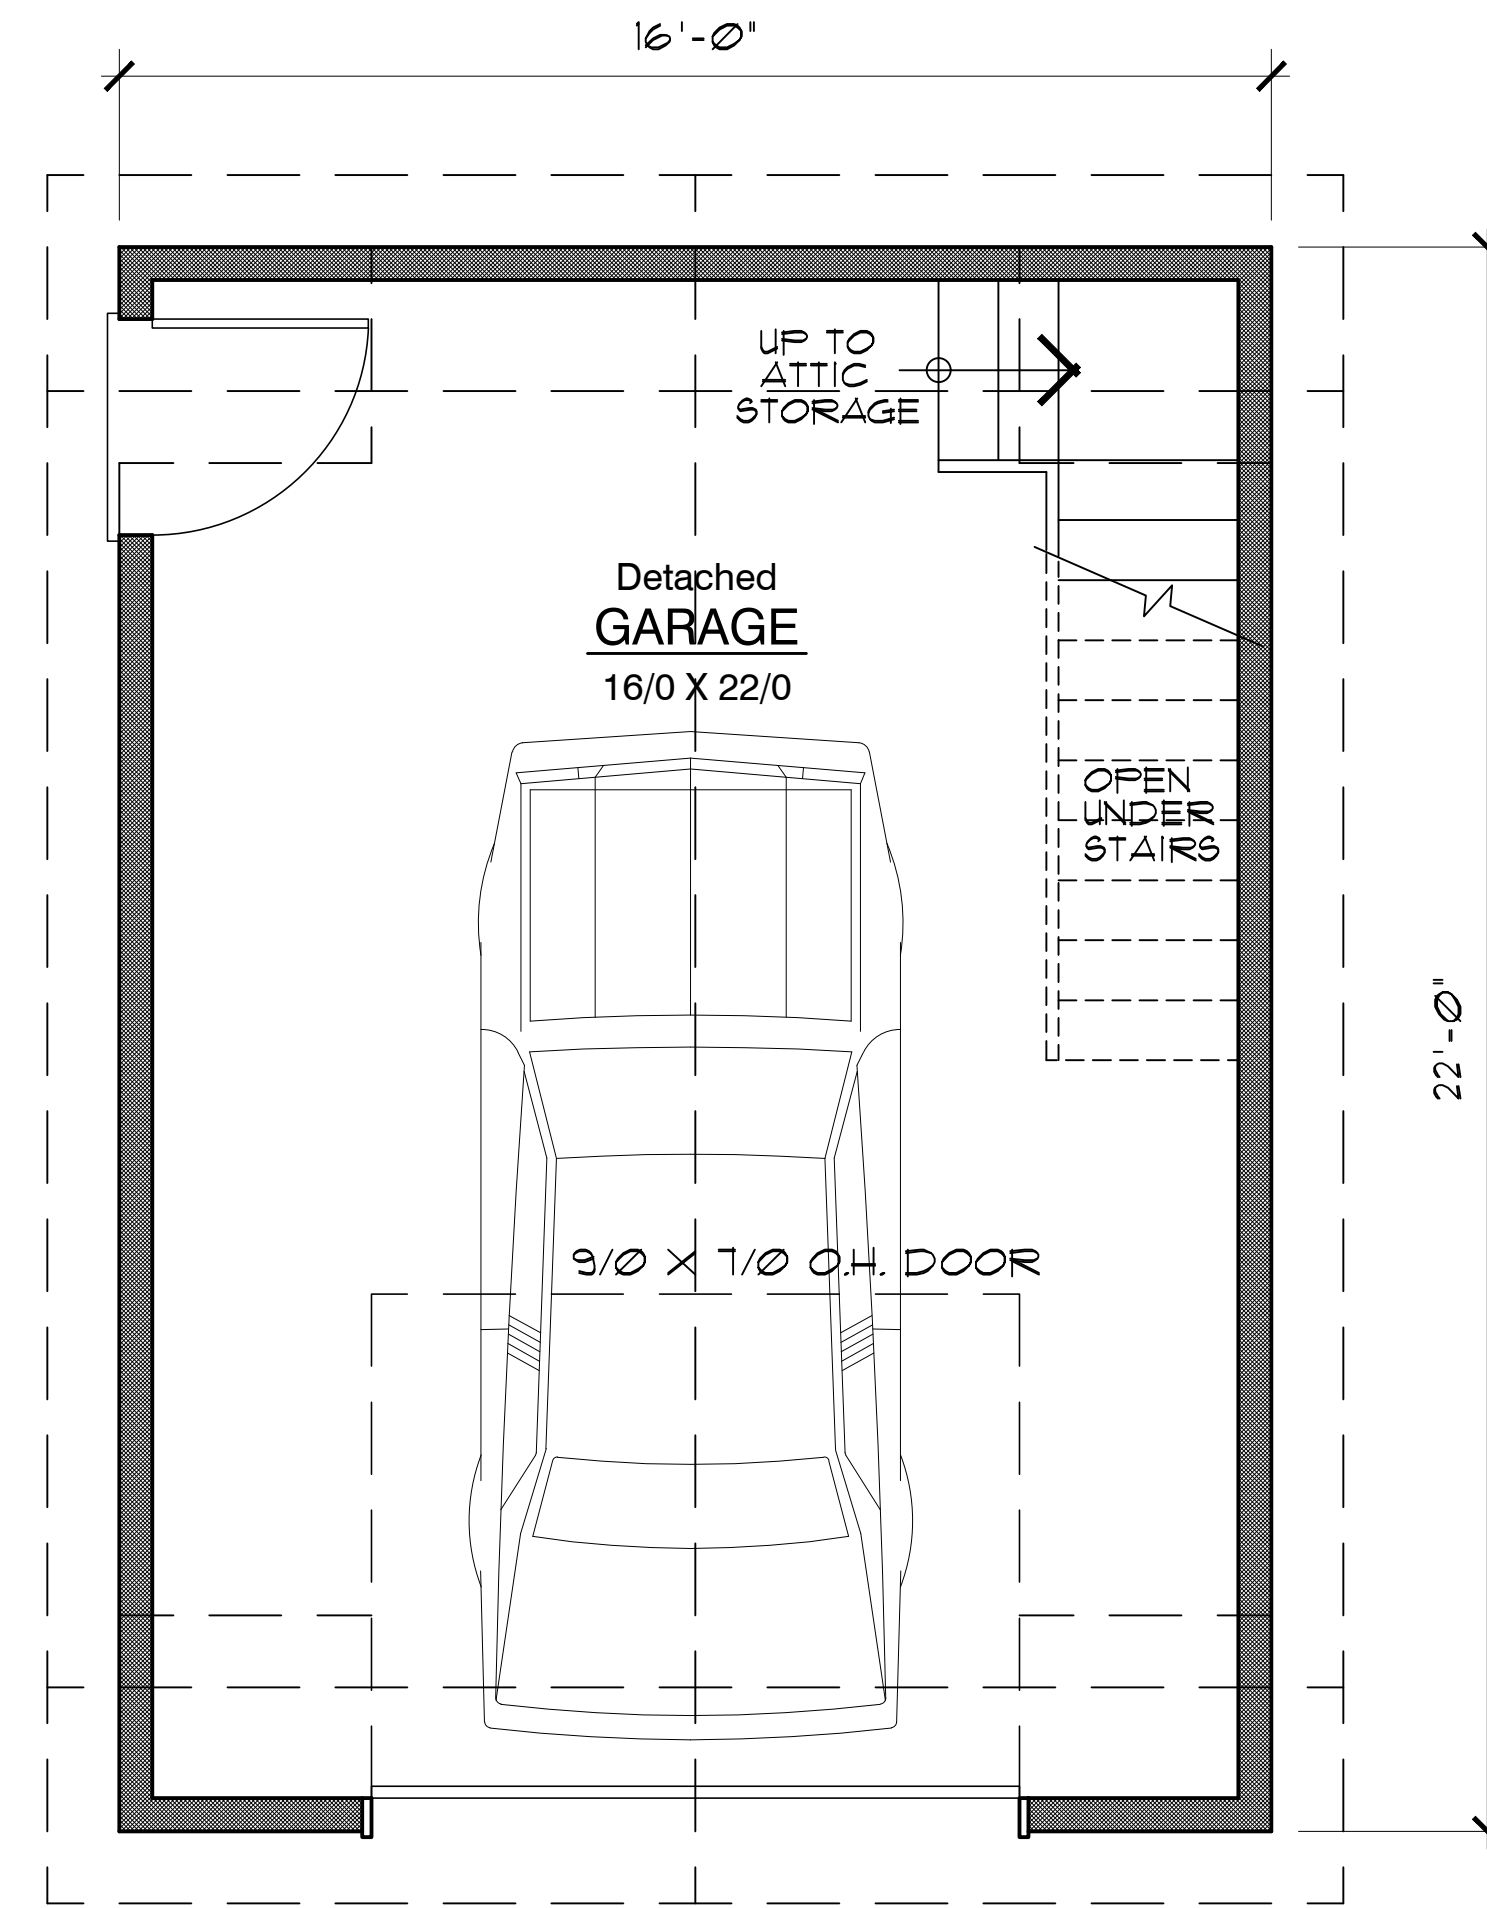 16'-0"
UP TO
ATTIC
STORAGE
Detached
GARAGE
16/0 X 22/0
OPEN
UNDER
STAIRS
22'-0"
9/0 X 7/0 O.H. DOOR